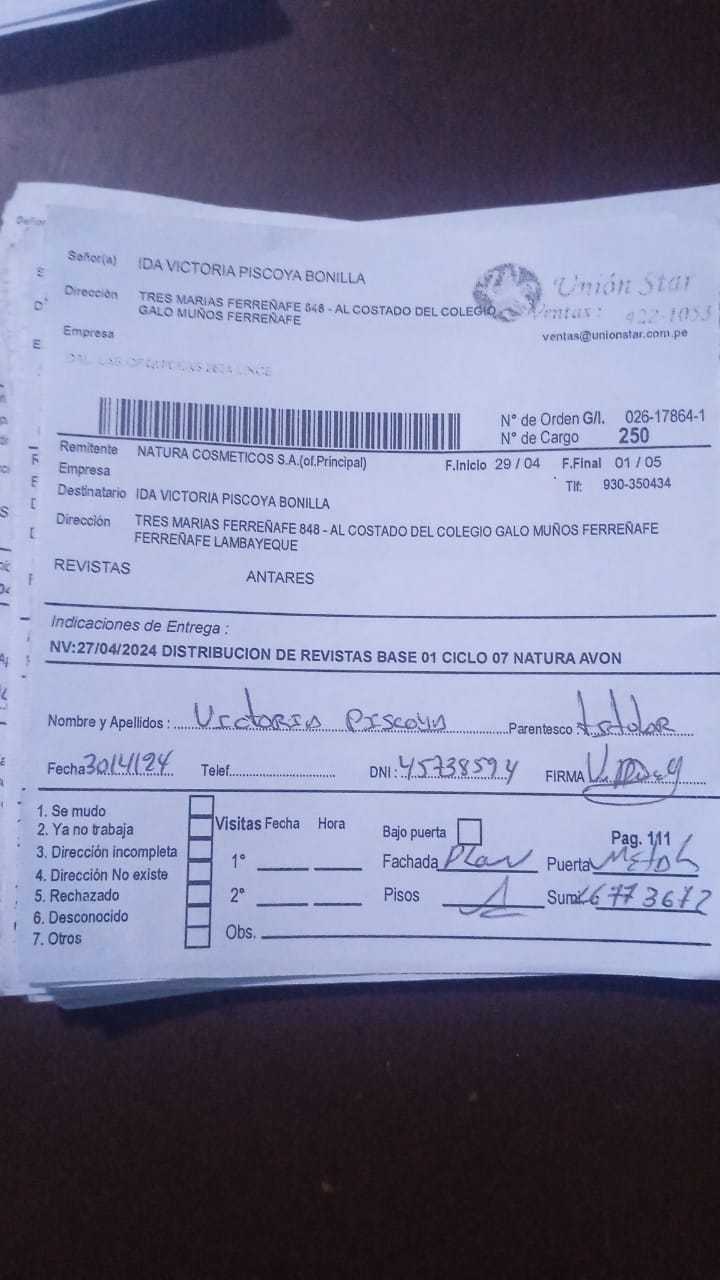 Señor(a) IDA VICTORIA PISCOYA BONILLA
Dirección TRES MARIAS FERREÑAFE 848 - AL COSTADO DEL COLEGIO
GALO MUÑOS FERREÑAFE
Empresa
Unión Star
Ventas: 422-1053
ventas@unionstar.com.pe
N° de Orden G/I. 026-17864-1
N° de Cargo 250
Remitente NATURA COSMETICOS S.A.(of.Principal)
F.Inicio 29 / 04 F.Final 01 / 05
Empresa
Tlf: 930-350434
Destinatario IDA VICTORIA PISCOYA BONILLA
Dirección TRES MARIAS FERREÑAFE 848 - AL COSTADO DEL COLEGIO GALO MUÑOS FERREÑAFE
FERREÑAFE LAMBAYEQUE
REVISTAS ANTARES
Indicaciones de Entrega :
NV:27/04/2024 DISTRIBUCION DE REVISTAS BASE 01 CICLO 07 NATURA AVON
Nombre y Apellidos : Victoria Piscoya Parentesco : titular
Fecha 30/4/24 Telef. DNI : 45738594 FIRMA
1. Se mudo
2. Ya no trabaja
3. Dirección incompleta
4. Dirección No existe
5. Rechazado
6. Desconocido
7. Otros
Visitas Fecha Hora
1°
2°
Obs.
Bajo puerta Pag. 111
Fachada Puerta
Pisos 1 Sumi 6773672